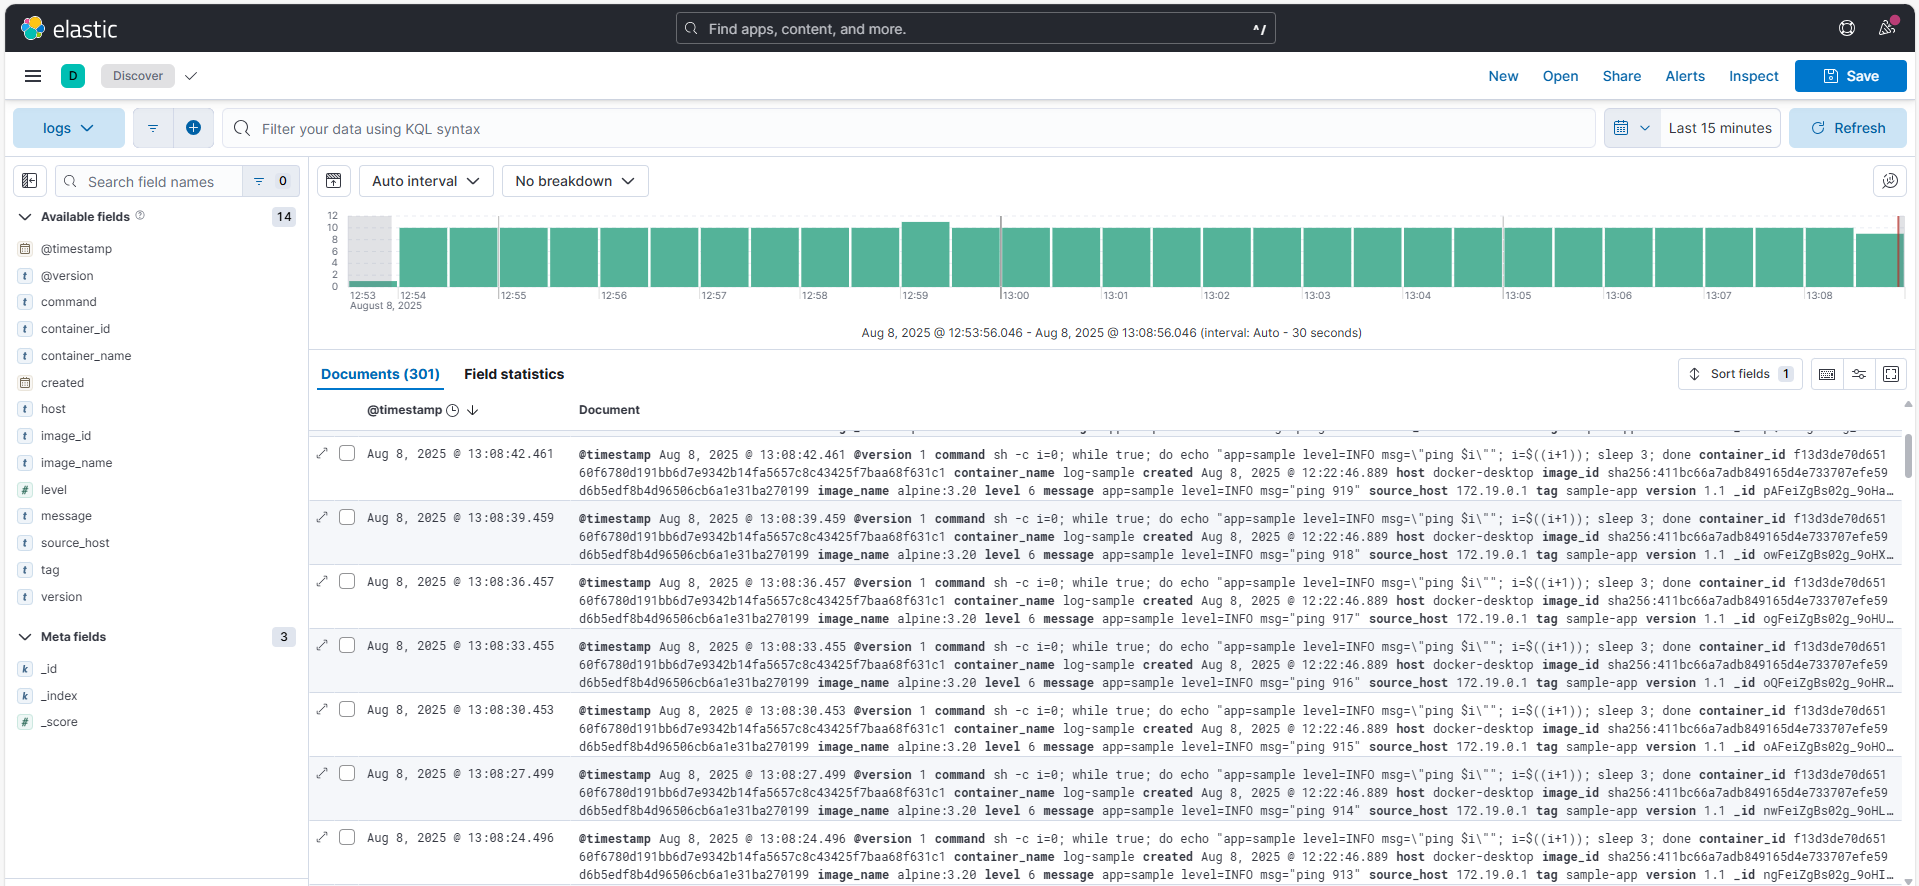 elastic
Find apps, content, and more.
^/
D
Discover
New
Open
Share
Alerts
Inspect
Save
logs
Filter your data using KQL syntax
Last 15 minutes
Refresh
Search field names
0
Auto interval
No breakdown
Available fields
14
@timestamp
@version
command
container_id
container_name
created
host
image_id
image_name
level
message
source_host
tag
version
Meta fields
3
_id
_index
_score
12
10
8
6
4
2
0
12:53
12:54
12:55
12:56
12:57
12:58
12:59
13:00
13:01
13:02
13:03
13:04
13:05
13:06
13:07
13:08
August 8, 2025
Aug 8, 2025 @ 12:53:56.046 - Aug 8, 2025 @ 13:08:56.046 (interval: Auto - 30 seconds)
Documents (301)
Field statistics
Sort fields 1
@timestamp
Document
Aug 8, 2025 @ 13:08:42.461
@timestamp Aug 8, 2025 @ 13:08:42.461 @version 1 command sh -c i=0; while true; do echo "app=sample level=INFO msg=\"ping $i\""; i=$((i+1)); sleep 3; done container_id f13d3de70d651
60f6780d191bb6d7e9342b14fa5657c8c43425f7baa68f631c1 container_name log-sample created Aug 8, 2025 @ 12:22:46.889 host docker-desktop image_id sha256:411bc66a7adb849165d4e733707efe59
d6b5edf8b4d96506cb6a1e31ba270199 image_name alpine:3.20 level 6 message app=sample level=INFO msg="ping 919" source_host 172.19.0.1 tag sample-app version 1.1 _id pAFeiZgBs02g_9oHa…
Aug 8, 2025 @ 13:08:39.459
@timestamp Aug 8, 2025 @ 13:08:39.459 @version 1 command sh -c i=0; while true; do echo "app=sample level=INFO msg=\"ping $i\""; i=$((i+1)); sleep 3; done container_id f13d3de70d651
60f6780d191bb6d7e9342b14fa5657c8c43425f7baa68f631c1 container_name log-sample created Aug 8, 2025 @ 12:22:46.889 host docker-desktop image_id sha256:411bc66a7adb849165d4e733707efe59
d6b5edf8b4d96506cb6a1e31ba270199 image_name alpine:3.20 level 6 message app=sample level=INFO msg="ping 918" source_host 172.19.0.1 tag sample-app version 1.1 _id owFeiZgBs02g_9oHX…
Aug 8, 2025 @ 13:08:36.457
@timestamp Aug 8, 2025 @ 13:08:36.457 @version 1 command sh -c i=0; while true; do echo "app=sample level=INFO msg=\"ping $i\""; i=$((i+1)); sleep 3; done container_id f13d3de70d651
60f6780d191bb6d7e9342b14fa5657c8c43425f7baa68f631c1 container_name log-sample created Aug 8, 2025 @ 12:22:46.889 host docker-desktop image_id sha256:411bc66a7adb849165d4e733707efe59
d6b5edf8b4d96506cb6a1e31ba270199 image_name alpine:3.20 level 6 message app=sample level=INFO msg="ping 917" source_host 172.19.0.1 tag sample-app version 1.1 _id ogFeiZgBs02g_9oHU…
Aug 8, 2025 @ 13:08:33.455
@timestamp Aug 8, 2025 @ 13:08:33.455 @version 1 command sh -c i=0; while true; do echo "app=sample level=INFO msg=\"ping $i\""; i=$((i+1)); sleep 3; done container_id f13d3de70d651
60f6780d191bb6d7e9342b14fa5657c8c43425f7baa68f631c1 container_name log-sample created Aug 8, 2025 @ 12:22:46.889 host docker-desktop image_id sha256:411bc66a7adb849165d4e733707efe59
d6b5edf8b4d96506cb6a1e31ba270199 image_name alpine:3.20 level 6 message app=sample level=INFO msg="ping 916" source_host 172.19.0.1 tag sample-app version 1.1 _id oQFeiZgBs02g_9oHR…
Aug 8, 2025 @ 13:08:30.453
@timestamp Aug 8, 2025 @ 13:08:30.453 @version 1 command sh -c i=0; while true; do echo "app=sample level=INFO msg=\"ping $i\""; i=$((i+1)); sleep 3; done container_id f13d3de70d651
60f6780d191bb6d7e9342b14fa5657c8c43425f7baa68f631c1 container_name log-sample created Aug 8, 2025 @ 12:22:46.889 host docker-desktop image_id sha256:411bc66a7adb849165d4e733707efe59
d6b5edf8b4d96506cb6a1e31ba270199 image_name alpine:3.20 level 6 message app=sample level=INFO msg="ping 915" source_host 172.19.0.1 tag sample-app version 1.1 _id oAFeiZgBs02g_9oHO…
Aug 8, 2025 @ 13:08:27.499
@timestamp Aug 8, 2025 @ 13:08:27.499 @version 1 command sh -c i=0; while true; do echo "app=sample level=INFO msg=\"ping $i\""; i=$((i+1)); sleep 3; done container_id f13d3de70d651
60f6780d191bb6d7e9342b14fa5657c8c43425f7baa68f631c1 container_name log-sample created Aug 8, 2025 @ 12:22:46.889 host docker-desktop image_id sha256:411bc66a7adb849165d4e733707efe59
d6b5edf8b4d96506cb6a1e31ba270199 image_name alpine:3.20 level 6 message app=sample level=INFO msg="ping 914" source_host 172.19.0.1 tag sample-app version 1.1 _id nwFeiZgBs02g_9oHL…
Aug 8, 2025 @ 13:08:24.496
@timestamp Aug 8, 2025 @ 13:08:24.496 @version 1 command sh -c i=0; while true; do echo "app=sample level=INFO msg=\"ping $i\""; i=$((i+1)); sleep 3; done container_id f13d3de70d651
60f6780d191bb6d7e9342b14fa5657c8c43425f7baa68f631c1 container_name log-sample created Aug 8, 2025 @ 12:22:46.889 host docker-desktop image_id sha256:411bc66a7adb849165d4e733707efe59
d6b5edf8b4d96506cb6a1e31ba270199 image_name alpine:3.20 level 6 message app=sample level=INFO msg="ping 913" source_host 172.19.0.1 tag sample-app version 1.1 _id ngFeiZgBs02g_9oHI…